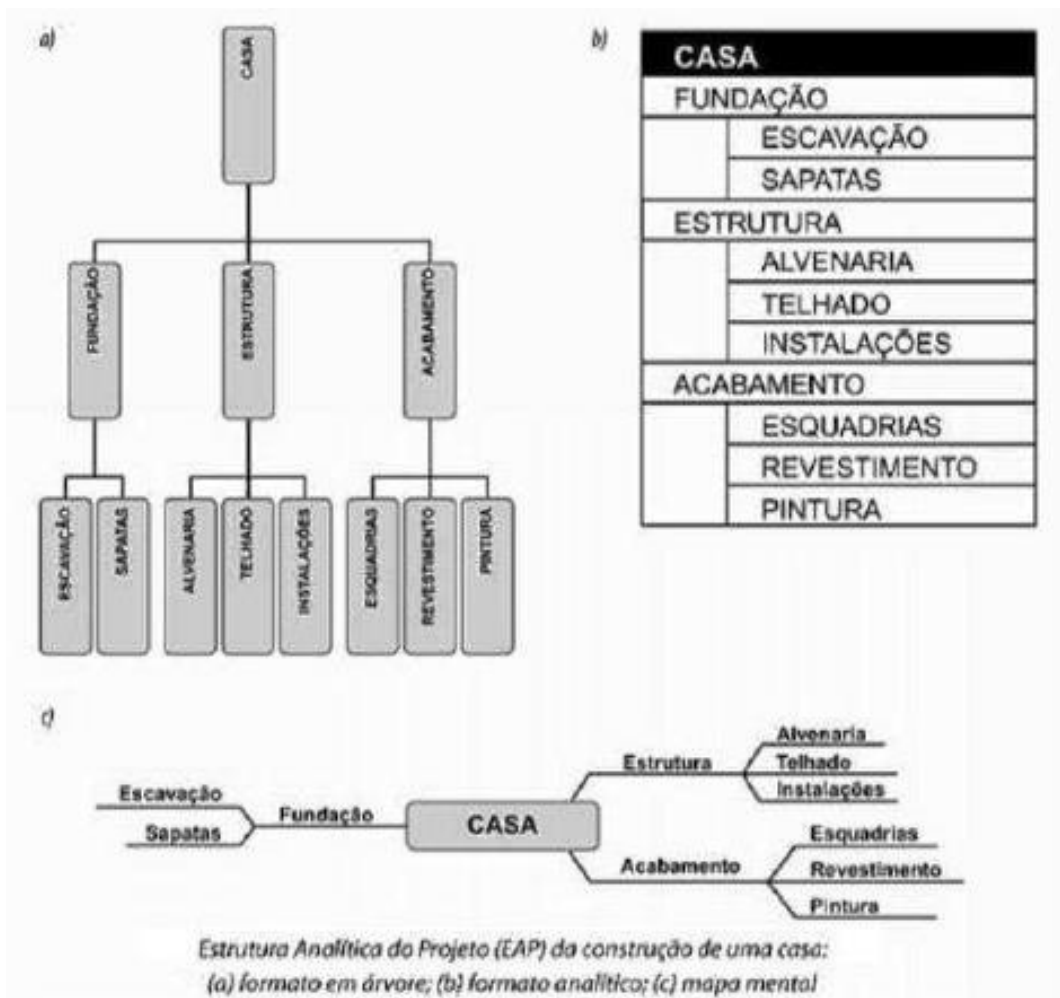 a)
CASA
FUNDAÇÃO
ESTRUTURA
ACABAMENTO
ESCAVAÇÃO
SAPATAS
ALVENARIA
TELHADO
INSTALAÇÕES
ESQUADRIAS
REVESTIMENTO
PINTURA
b)
CASA
FUNDAÇÃO
ESCAVAÇÃO
SAPATAS
ESTRUTURA
ALVENARIA
TELHADO
INSTALAÇÕES
ACABAMENTO
ESQUADRIAS
REVESTIMENTO
PINTURA
c)
Escavação
Sapatas
Fundação
CASA
Estrutura
Alvenaria
Telhado
Instalações
Acabamento
Esquadrias
Revestimento
Pintura
Estrutura Analítica do Projeto (EAP) da construção de uma casa:
(a) formato em árvore; (b) formato analítico; (c) mapa mental